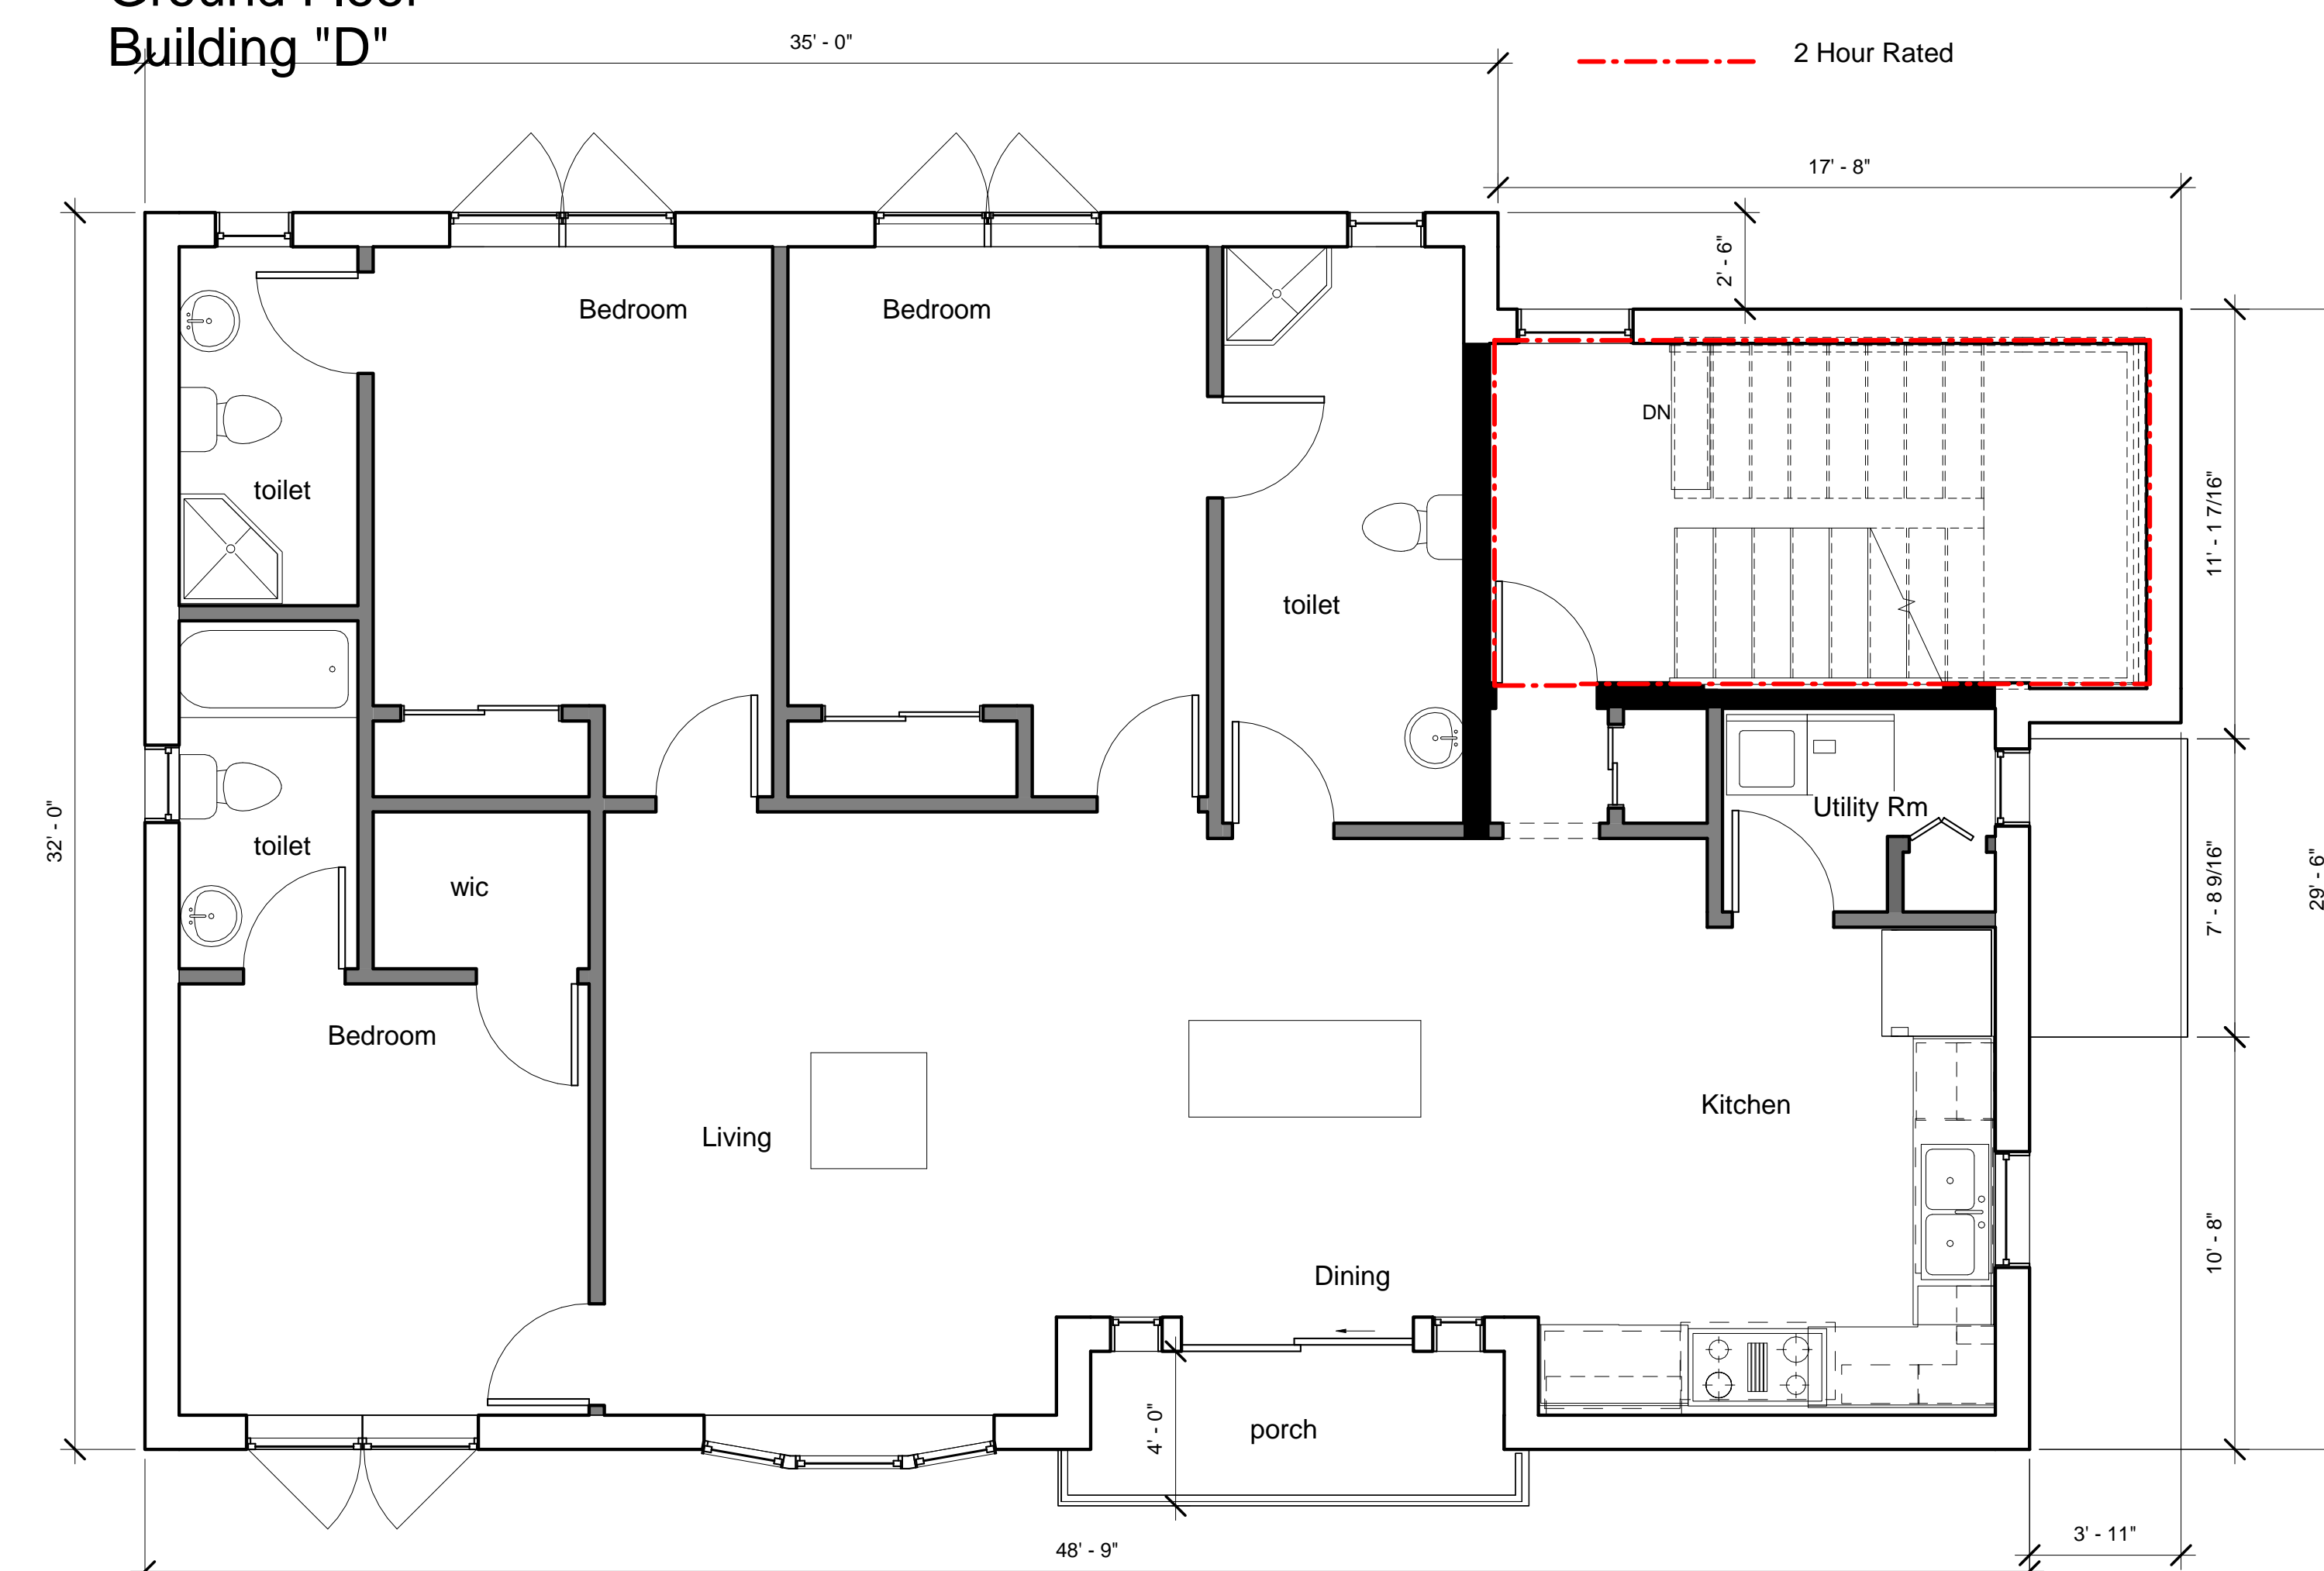 Ground Floor
Building "D"
35' - 0"
2 Hour Rated
17' - 8"
2' - 6"
Bedroom
Bedroom
DN
toilet
11' - 1 7/16"
toilet
32' - 0"
toilet
wic
Utility Rm
7' - 8 9/16"
29' - 6"
Bedroom
Living
Kitchen
Dining
10' - 8"
4' - 0"
porch
48' - 9"
3' - 11"